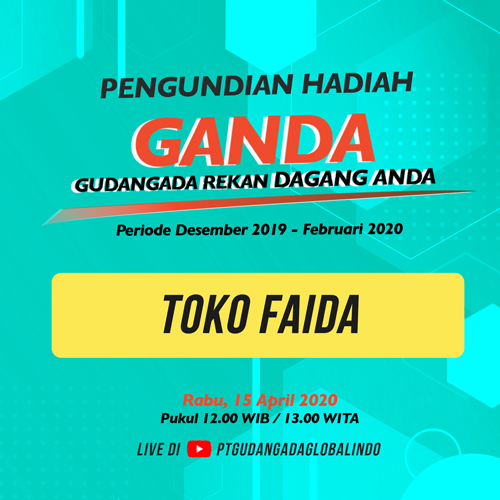 PENGUNDIAN HADIAH
GANDA
GUDANGADA REKAN DAGANG ANDA
Periode Desember 2019 - Februari 2020
TOKO FAIDA
Rabu, 15 April 2020
Pukul 12.00 WIB / 13.00 WITA
LIVE DI PTGUDANGADAGLOBALINDO